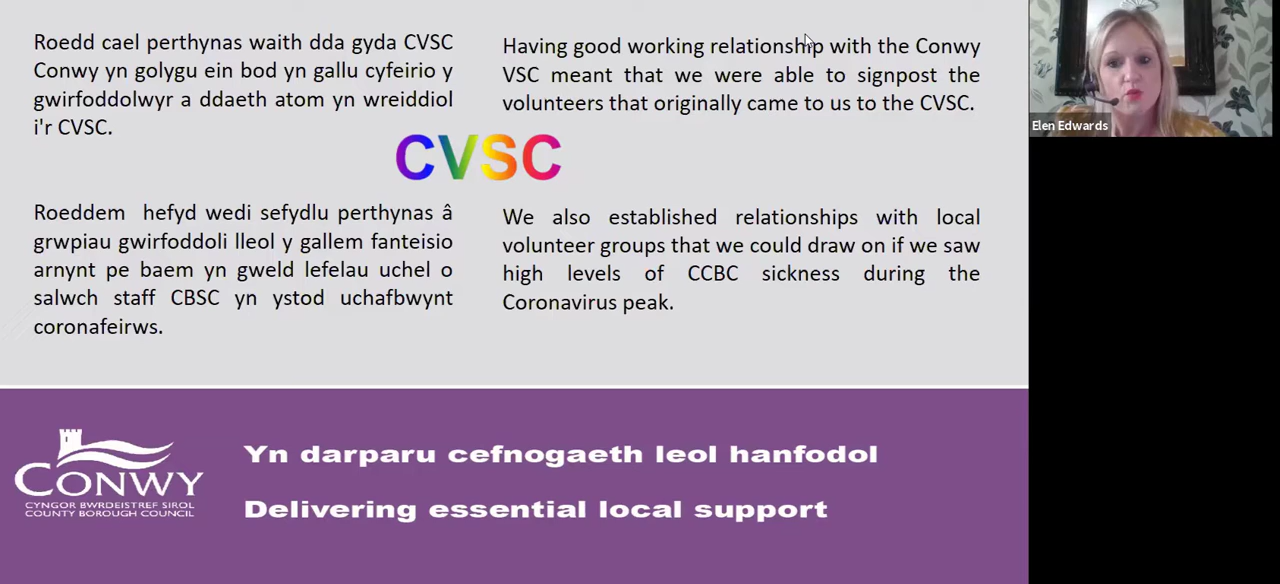 Roedd cael perthynas waith dda gyda CVSC
Conwy yn golygu ein bod yn gallu cyfeirio y
gwirfoddolwyr a ddaeth atom yn wreiddiol
i'r CVSC.
Having good working relationship with the Conwy
VSC meant that we were able to signpost the
volunteers that originally came to us to the CVSC.
CVSC
Roeddem hefyd wedi sefydlu perthynas â
grwpiau gwirfoddoli lleol y gallem fanteisio
arnynt pe baem yn gweld lefelau uchel o
salwch staff CBSC yn ystod uchafbwynt
coronafeirws.
We also established relationships with local
volunteer groups that we could draw on if we saw
high levels of CCBC sickness during the
Coronavirus peak.
CONWY
CYNGOR BWRDEISTREF SIROL
COUNTY BOROUGH COUNCIL
Yn darparu cefnogaeth leol hanfodol
Delivering essential local support
Elen Edwards